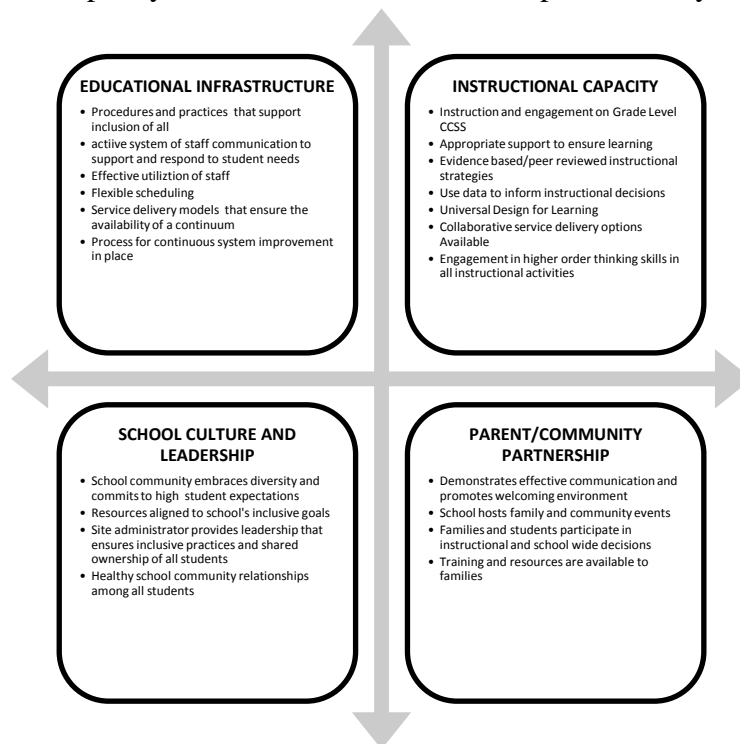 EDUCATIONAL INFRASTRUCTURE
• Procedures and practices that support
inclusion of all
• actiive system of staff communication to
support and respond to student needs
• Effective utiliztion of staff
• Flexible scheduling
• Service delivery models that ensure the
availability of a continuum
• Process for continuous system improvement
in place
INSTRUCTIONAL CAPACITY
• Instruction and engagement on Grade Level
CCSS
• Appropriate support to ensure learning
• Evidence based/peer reviewed instructional
strategies
• Use data to inform instructional decisions
• Universal Design for Learning
• Collaborative service delivery options
Available
• Engagement in higher order thinking skills in
all instructional activities
SCHOOL CULTURE AND
LEADERSHIP
• School community embraces diversity and
commits to high student expectations
• Resources aligned to school's inclusive goals
• Site administrator provides leadership that
ensures inclusive practices and shared
ownership of all students
• Healthy school community relationships
among all students
PARENT/COMMUNITY
PARTNERSHIP
• Demonstrates effective communication and
promotes welcoming environment
• School hosts family and community events
• Families and students participate in
instructional and school wide decisions
• Training and resources are available to
families